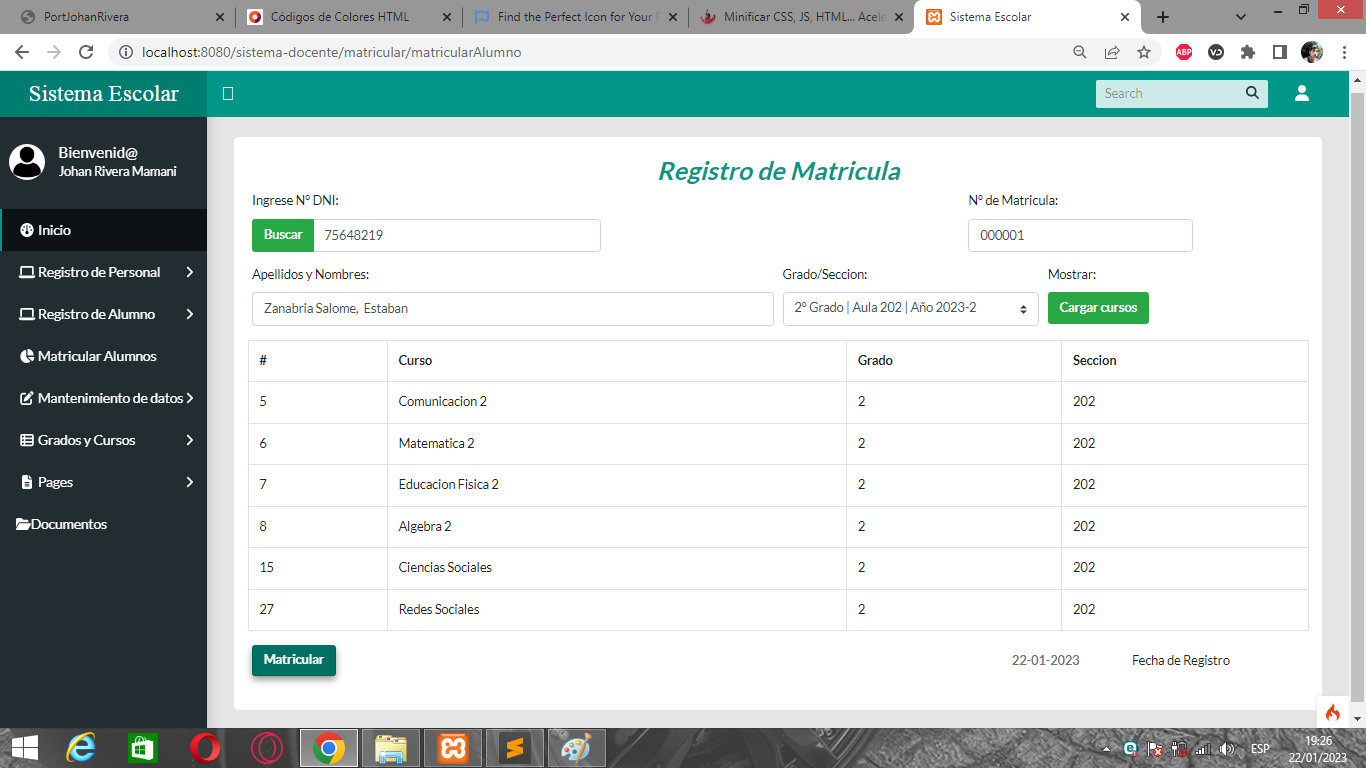 PortJohanRivera
Códigos de Colores HTML
Find the Perfect Icon for Your
Minificar CSS, JS, HTML... Acele
Sistema Escolar
localhost:8080/sistema-docente/matricular/matricularAlumno
ABP
Sistema Escolar
Search
Bienvenid@
Johan Rivera Mamani
Inicio
Registro de Personal
Registro de Alumno
Matricular Alumnos
Mantenimiento de datos
Grados y Cursos
Pages
Documentos
Registro de Matricula
Ingrese N° DNI:
N° de Matricula:
Buscar 75648219
000001
Apellidos y Nombres:
Grado/Seccion:
Mostrar:
Zanabria Salome, Estaban
2° Grado | Aula 202 | Año 2023-2
Cargar cursos
# Curso Grado Seccion
5 Comunicacion 2 2 202
6 Matematica 2 2 202
7 Educacion Fisica 2 2 202
8 Algebra 2 2 202
15 Ciencias Sociales 2 202
27 Redes Sociales 2 202
Matricular
22-01-2023 Fecha de Registro
ESP
19:26
22/01/2023